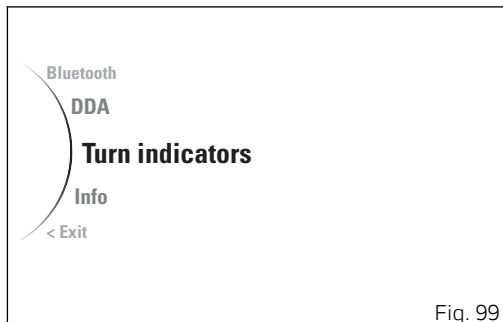 Bluetooth
DDA
Turn indicators
Info
< Exit
Fig. 99